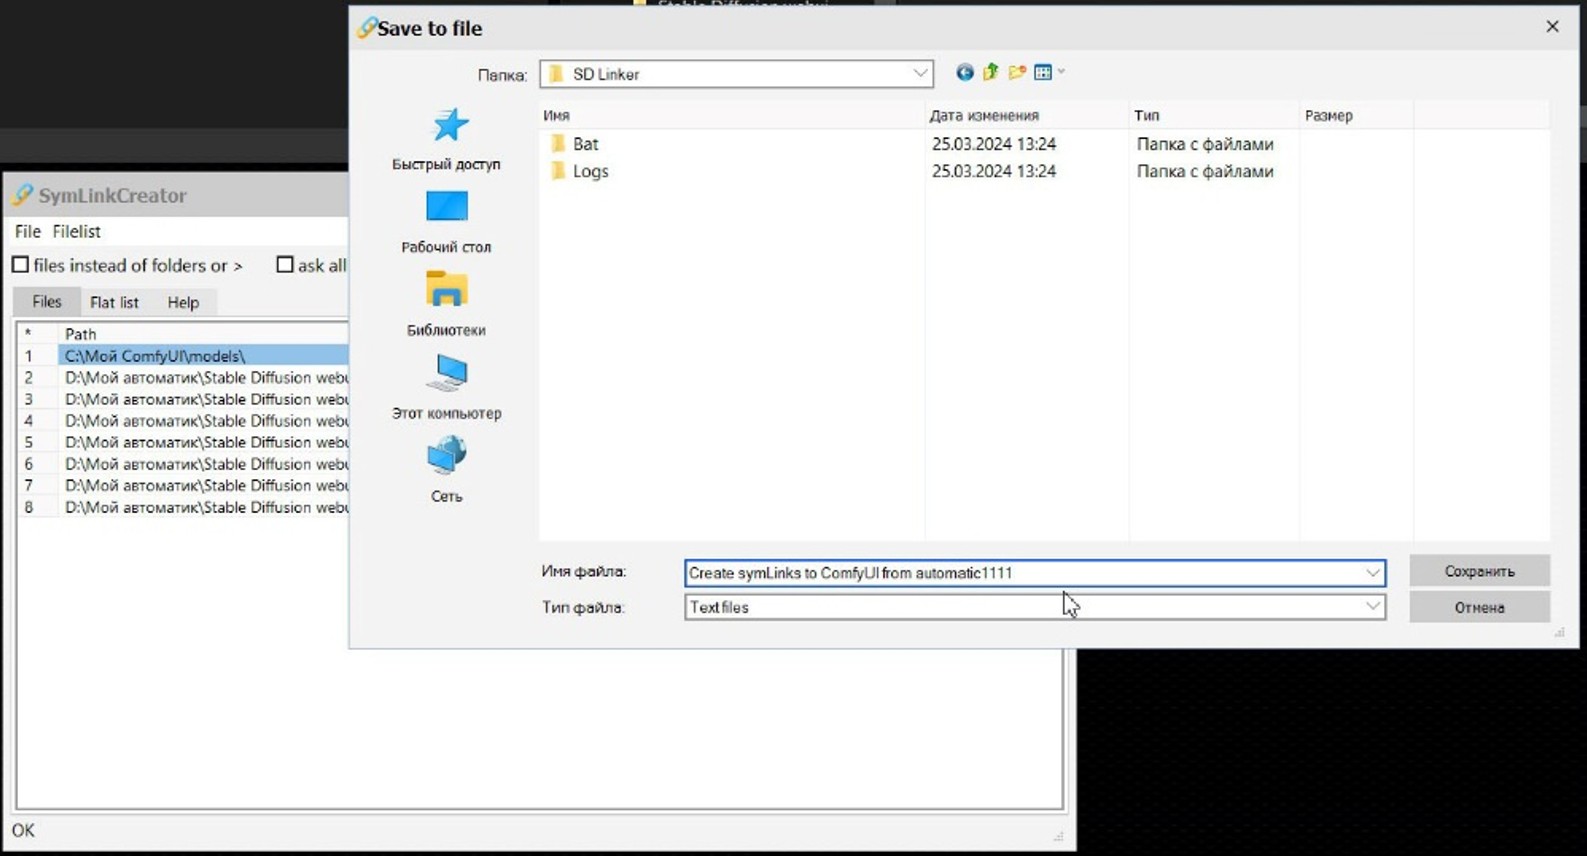 Stable Diffusion webui
Save to file
Папка:
SD Linker
Имя
Дата изменения
Тип
Размер
Bat
25.03.2024 13:24
Папка с файлами
Logs
25.03.2024 13:24
Папка с файлами
Быстрый доступ
Рабочий стол
Библиотеки
Этот компьютер
Сеть
Имя файла:
Create symLinks to ComfyUI from automatic1111
Сохранить
Тип файла:
Text files
Отмена
SymLinkCreator
File Filelist
files instead of folders or >
ask all
Files
Flat list
Help
* Path
1 C:\Мой ComfyUI\models\
2 D:\Мой автоматик\Stable Diffusion webu
3 D:\Мой автоматик\Stable Diffusion webu
4 D:\Мой автоматик\Stable Diffusion webu
5 D:\Мой автоматик\Stable Diffusion webu
6 D:\Мой автоматик\Stable Diffusion webu
7 D:\Мой автоматик\Stable Diffusion webu
8 D:\Мой автоматик\Stable Diffusion webu
OK